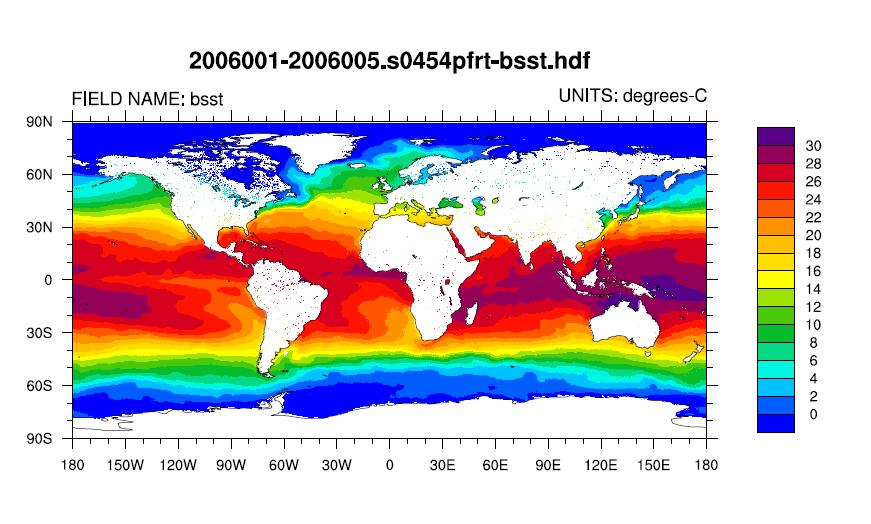 2006001-2006005.s0454pfrt-bsst.hdf
FIELD NAME: bsst
UNITS: degrees-C
90N
60N
30N
0
30S
60S
90S
180 150W 120W 90W 60W 30W 0 30E 60E 90E 120E 150E 180
30
28
26
24
22
20
18
16
14
12
10
8
6
4
2
0